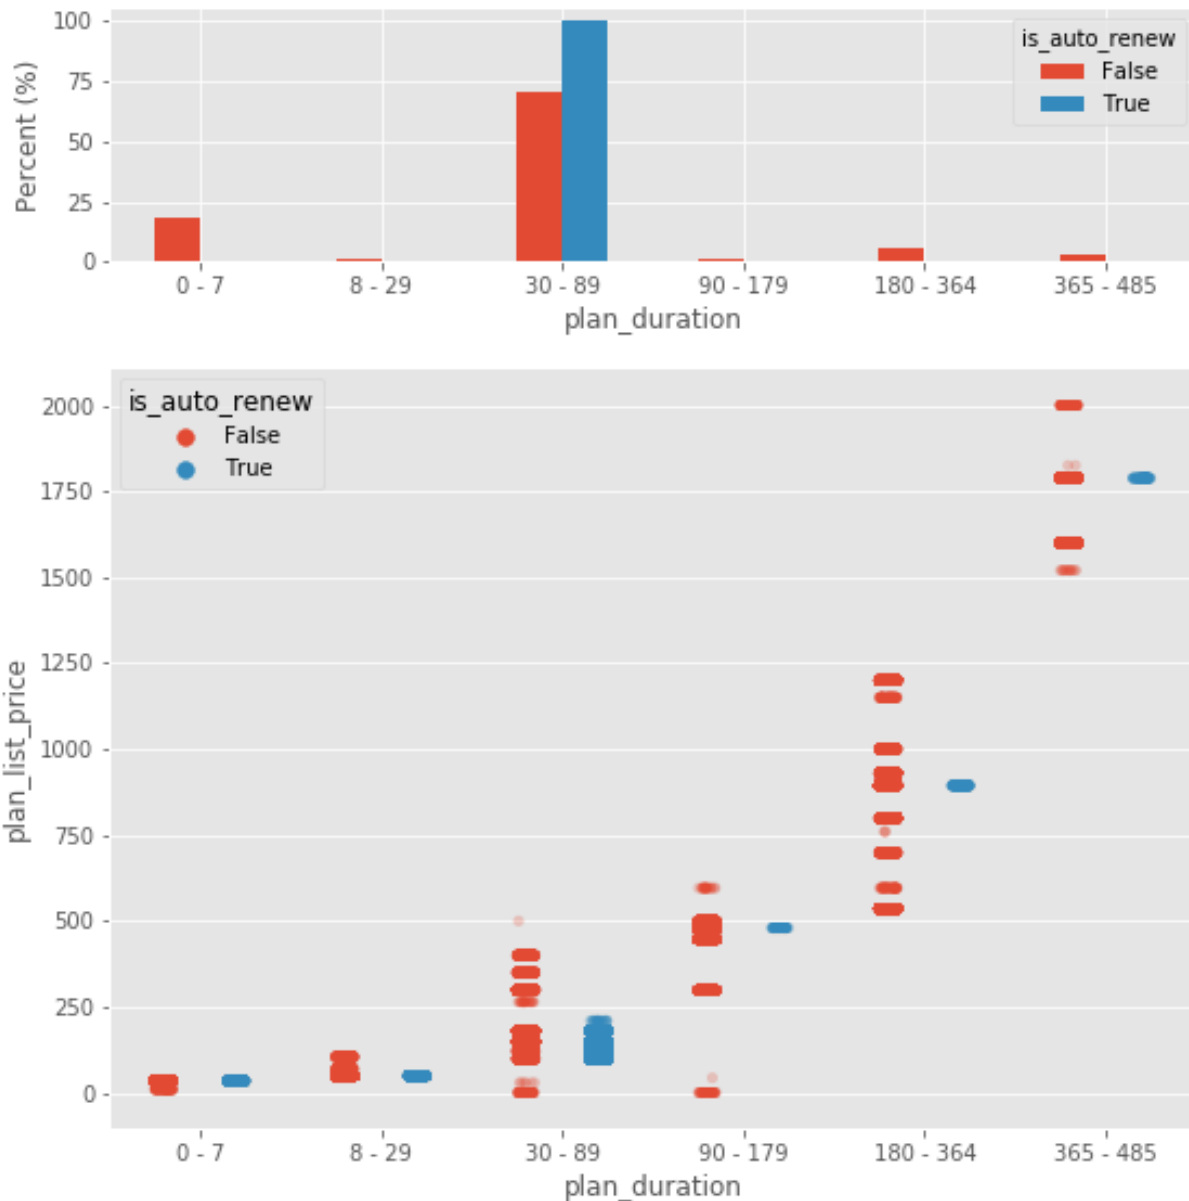 100
75
50
25
0
Percent (%)
is_auto_renew
False
True
0 - 7 8 - 29 30 - 89 90 - 179 180 - 364 365 - 485
plan_duration
is_auto_renew
False
True
2000
1750
1500
1250
1000
750
500
250
0
plan_list_price
0 - 7 8 - 29 30 - 89 90 - 179 180 - 364 365 - 485
plan_duration